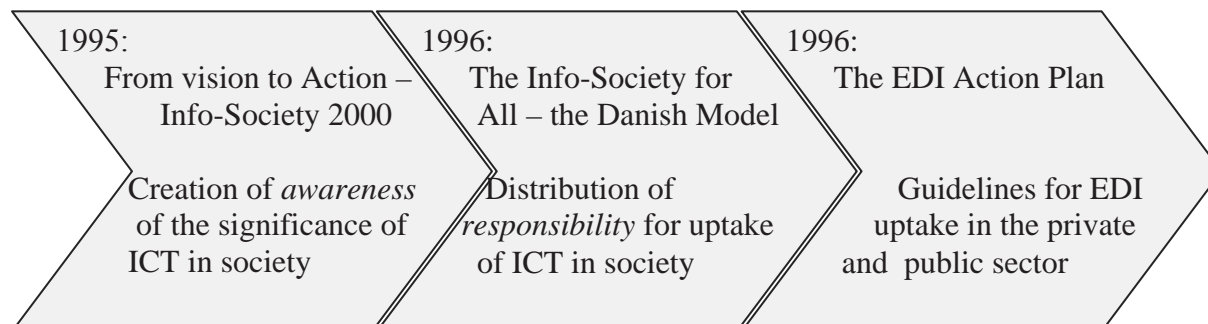 1995:
From vision to Action –
Info-Society 2000
Creation of awareness
of the significance of
ICT in society
1996:
The Info-Society for
All – the Danish Model
Distribution of
responsibility for uptake
of ICT in society
1996:
The EDI Action Plan
Guidelines for EDI
uptake in the private
and public sector